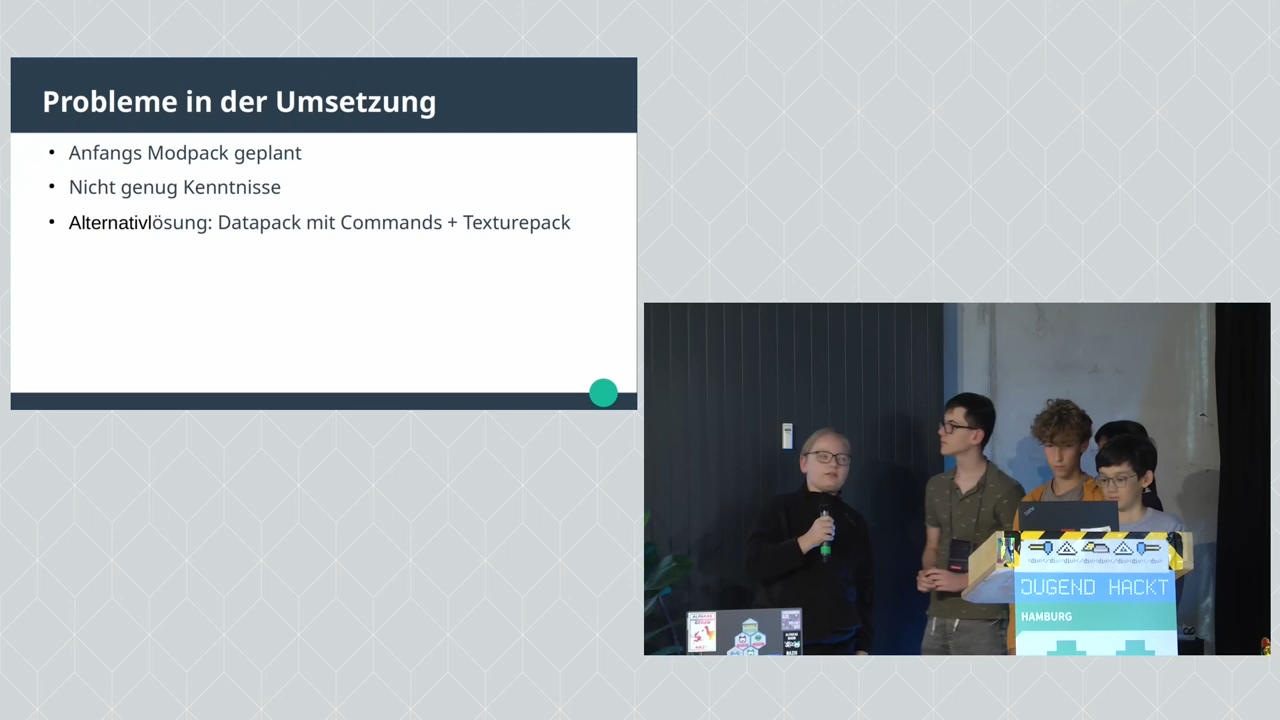 Probleme in der Umsetzung
• Anfangs Modpack geplant
• Nicht genug Kenntnisse
• Alternativlösung: Datapack mit Commands + Texturepack
JUGEND HACKT
HAMBURG